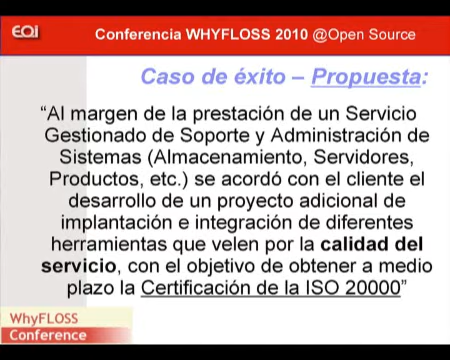 EOI
Conferencia WHYFLOSS 2010 @Open Source
Caso de éxito – Propuesta:
“Al margen de la prestación de un Servicio
Gestionado de Soporte y Administración de
Sistemas (Almacenamiento, Servidores,
Productos, etc.) se acordó con el cliente el
desarrollo de un proyecto adicional de
implantación e integración de diferentes
herramientas que velen por la calidad del
servicio, con el objetivo de obtener a medio
plazo la Certificación de la ISO 20000”
WhyFLOSS
Conference